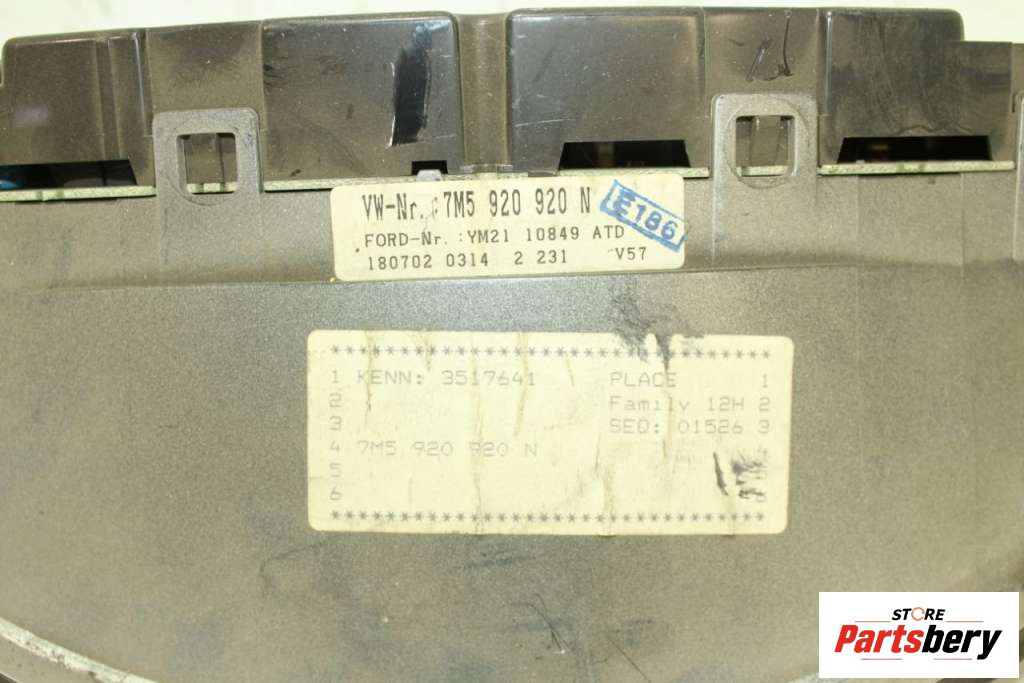 VW-Nr.:7M5 920 920 N
E186
FORD-Nr.:YM21 10849 ATD
180702 0314 2 231 V57
********************************
1 KENN: 3517641 PLACE 1
2 Family 12H 2
3 SEQ: 01526 3
4 7M5 920 920 N
5
6
********************************
STORE
Partsbery